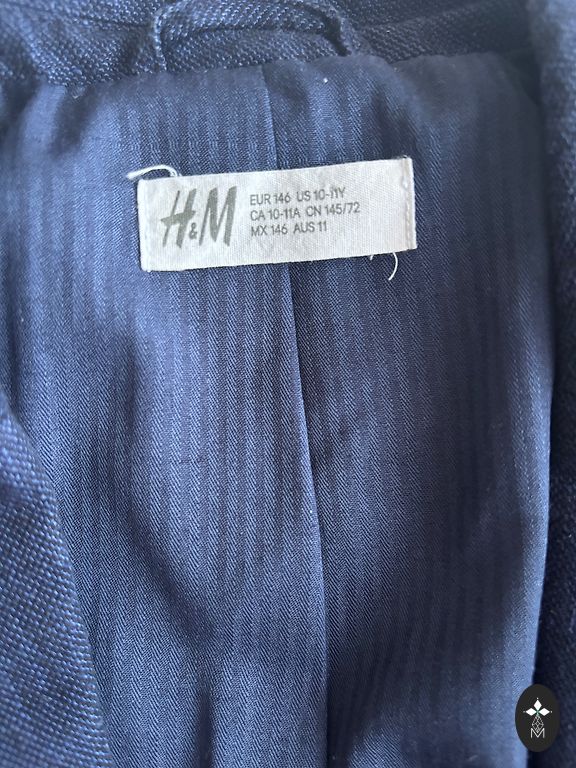 H&M
EUR 146 US 10-11Y
CA 10-11A CN 145/72
MX 146 AUS 11
M